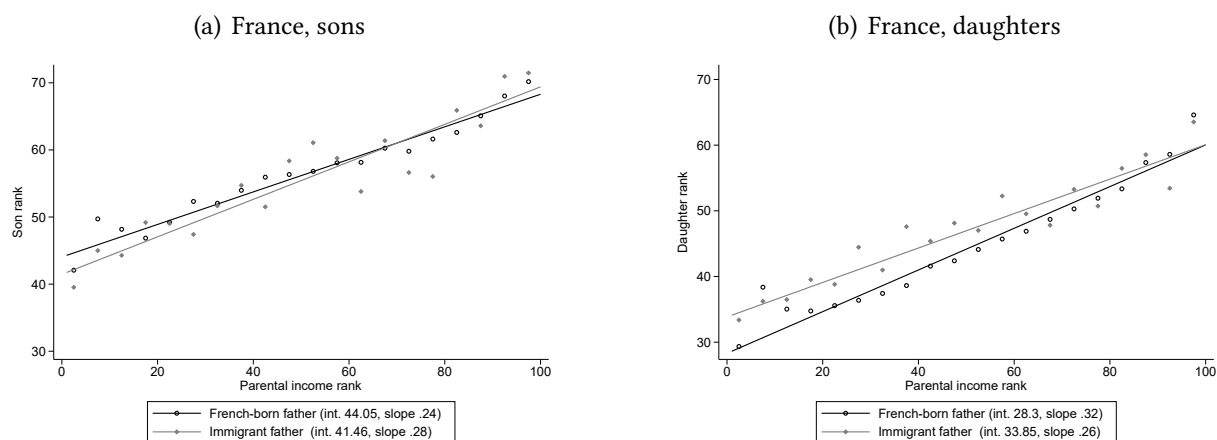 (a) France, sons
70
60
50
40
30
Son rank
0 20 40 60 80 100
Parental income rank
French-born father (int. 44.05, slope .24)
Immigrant father (int. 41.46, slope .28)
(b) France, daughters
70
60
50
40
30
Daughter rank
0 20 40 60 80 100
Parental income rank
French-born father (int. 28.3, slope .32)
Immigrant father (int. 33.85, slope .26)